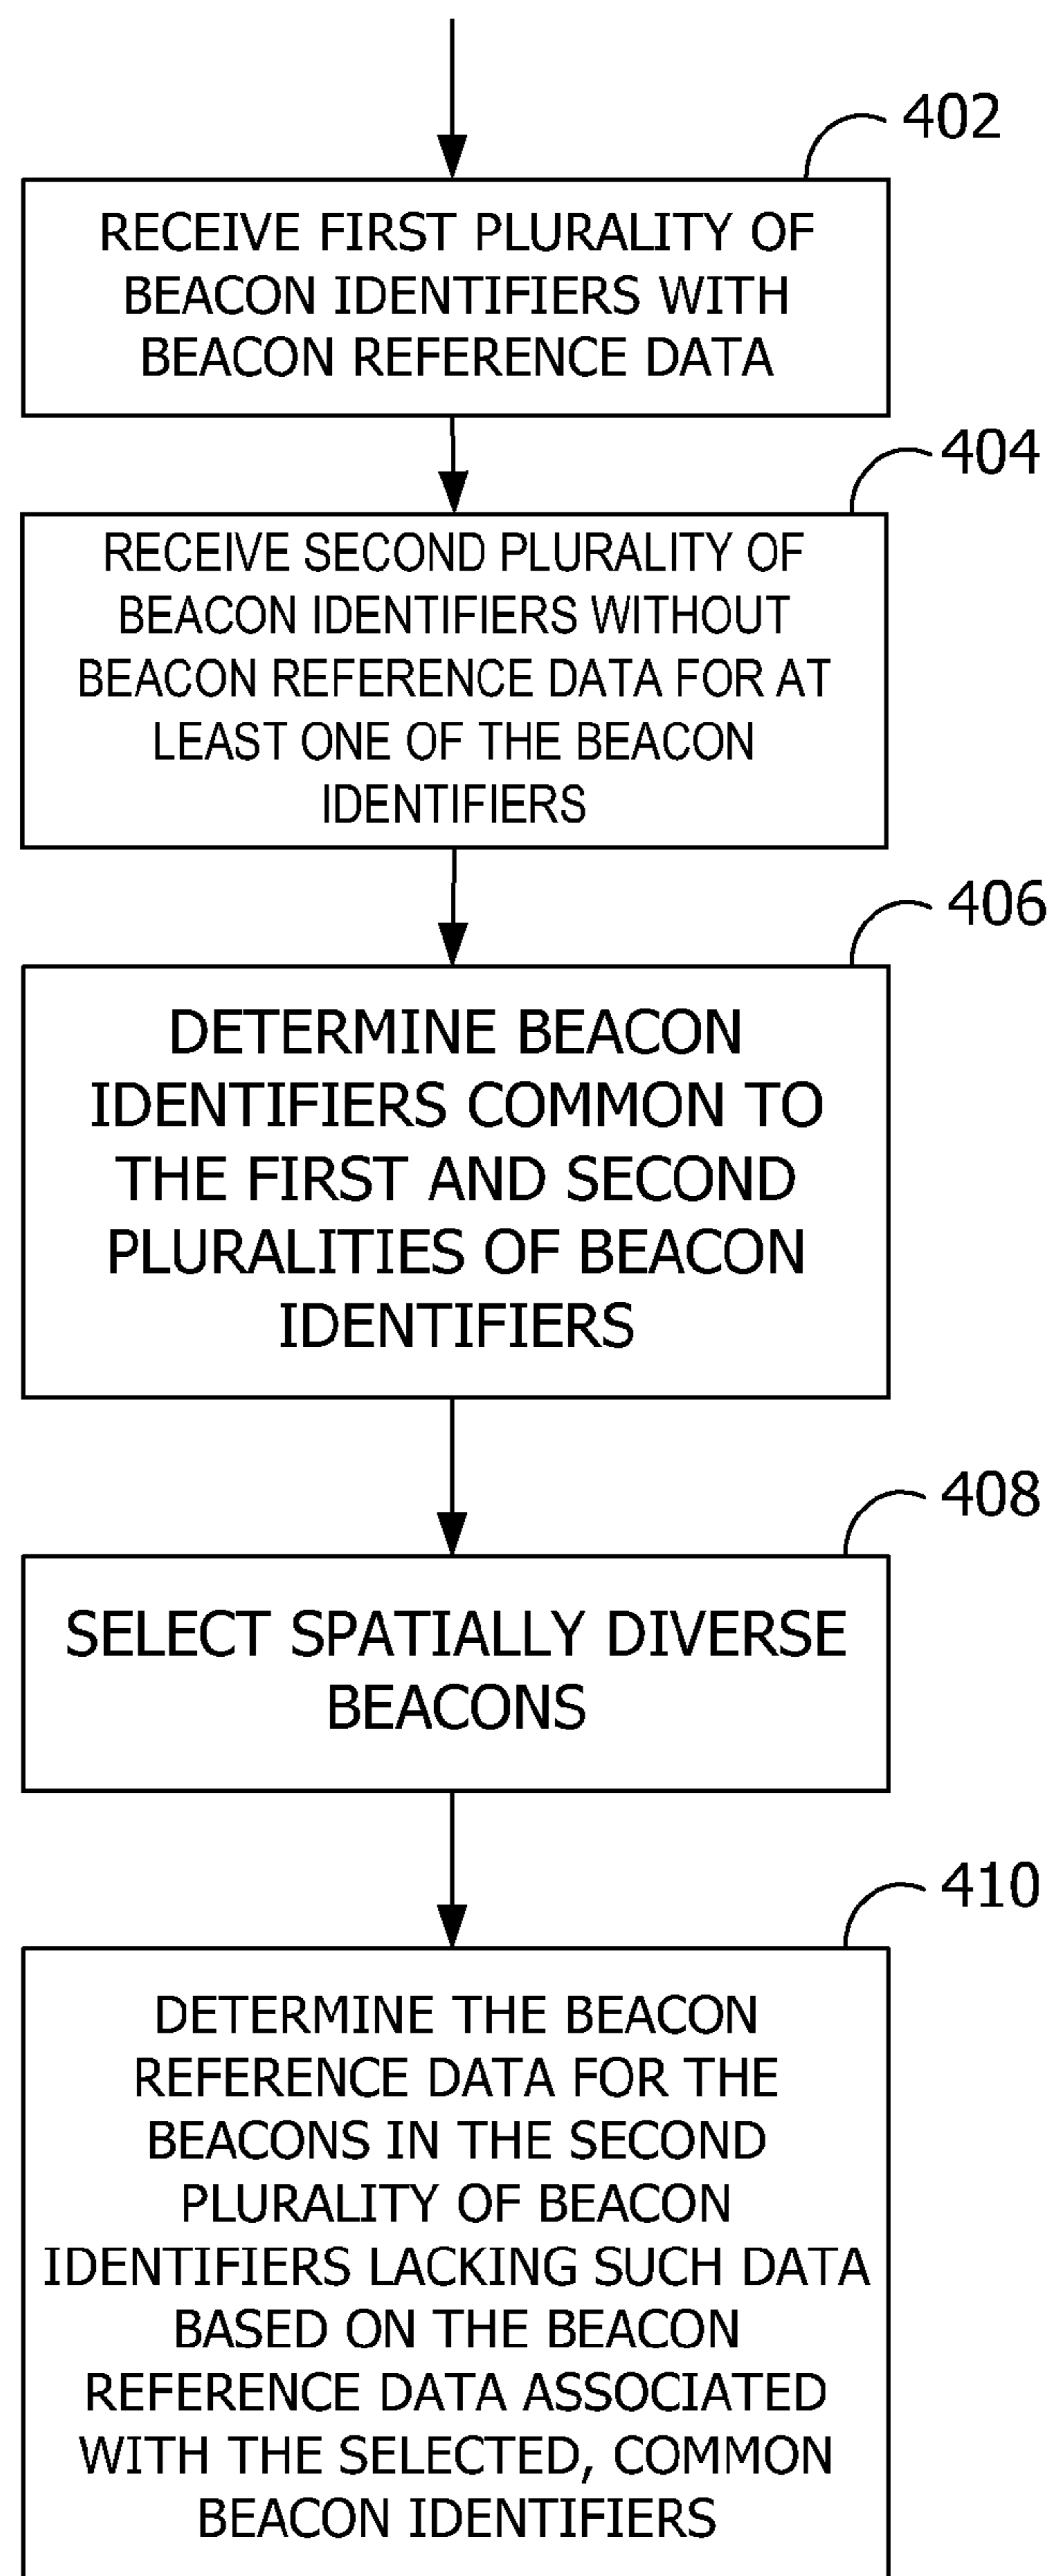 402
RECEIVE FIRST PLURALITY OF
BEACON IDENTIFIERS WITH
BEACON REFERENCE DATA
404
RECEIVE SECOND PLURALITY OF
BEACON IDENTIFIERS WITHOUT
BEACON REFERENCE DATA FOR AT
LEAST ONE OF THE BEACON
IDENTIFIERS
406
DETERMINE BEACON
IDENTIFIERS COMMON TO
THE FIRST AND SECOND
PLURALITIES OF BEACON
IDENTIFIERS
408
SELECT SPATIALLY DIVERSE
BEACONS
410
DETERMINE THE BEACON
REFERENCE DATA FOR THE
BEACONS IN THE SECOND
PLURALITY OF BEACON
IDENTIFIERS LACKING SUCH DATA
BASED ON THE BEACON
REFERENCE DATA ASSOCIATED
WITH THE SELECTED, COMMON
BEACON IDENTIFIERS